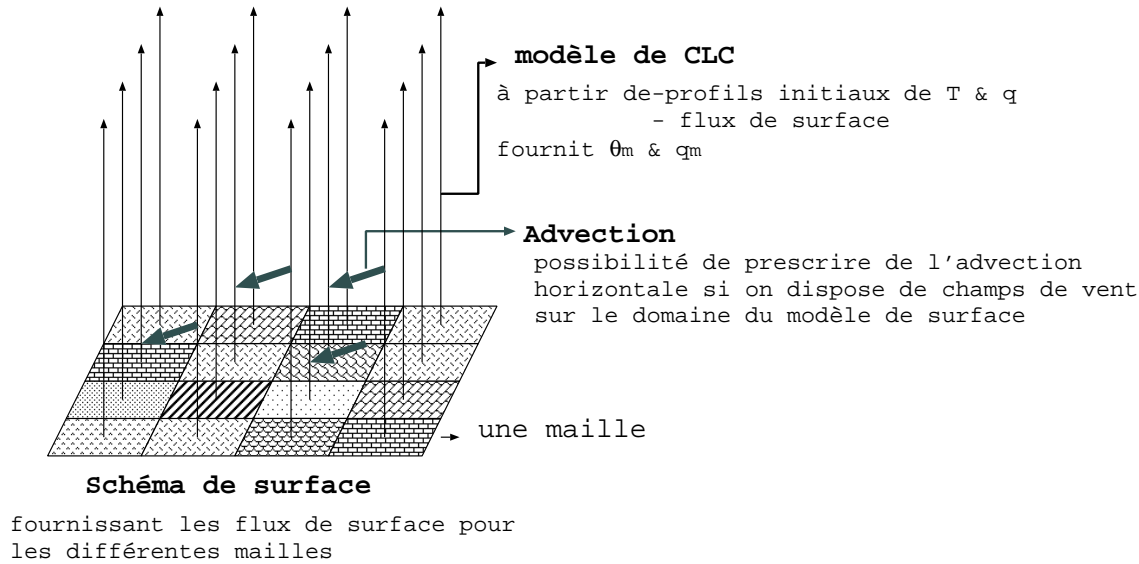 modèle de CLC
à partir de-profils initiaux de T & q
- flux de surface
fournit θm & qm
Advection
possibilité de prescrire de l'advection
horizontale si on dispose de champs de vent
sur le domaine du modèle de surface
une maille
Schéma de surface
fournissant les flux de surface pour
les différentes mailles